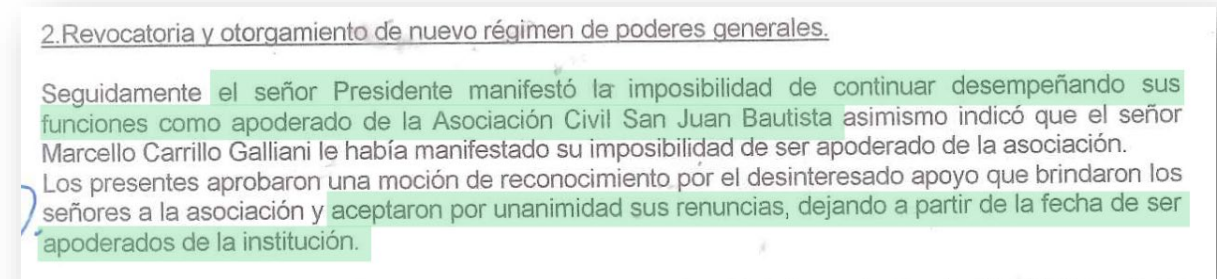 2.Revocatoria y otorgamiento de nuevo régimen de poderes generales.
Seguidamente el señor Presidente manifestó la imposibilidad de continuar desempeñando sus
funciones como apoderado de la Asociación Civil San Juan Bautista asimismo indicó que el señor
Marcello Carrillo Galliani le había manifestado su imposibilidad de ser apoderado de la asociación.
Los presentes aprobaron una moción de reconocimiento por el desinteresado apoyo que brindaron los
señores a la asociación y aceptaron por unanimidad sus renuncias, dejando a partir de la fecha de ser
apoderados de la institución.